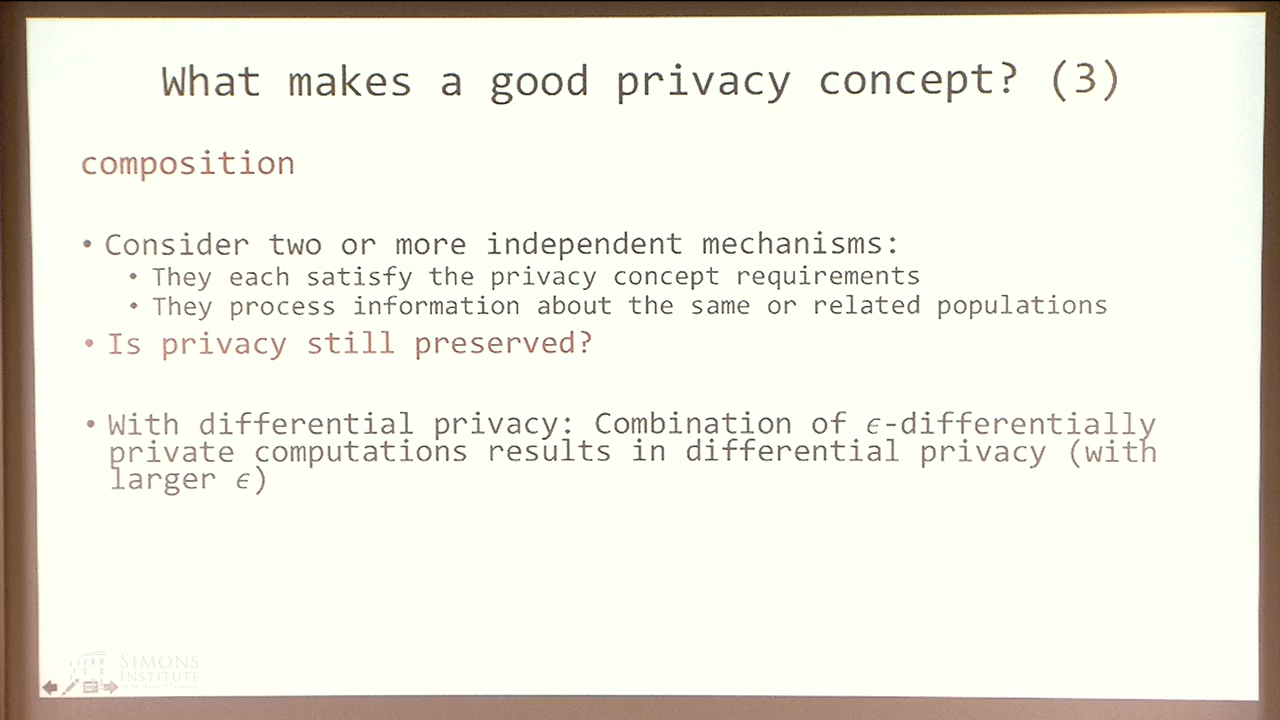 What makes a good privacy concept? (3)
composition
• Consider two or more independent mechanisms:
• They each satisfy the privacy concept requirements
• They process information about the same or related populations
• Is privacy still preserved?
• With differential privacy: Combination of ϵ-differentially
private computations results in differential privacy (with
larger ϵ)
SIMONS
INSTITUTE